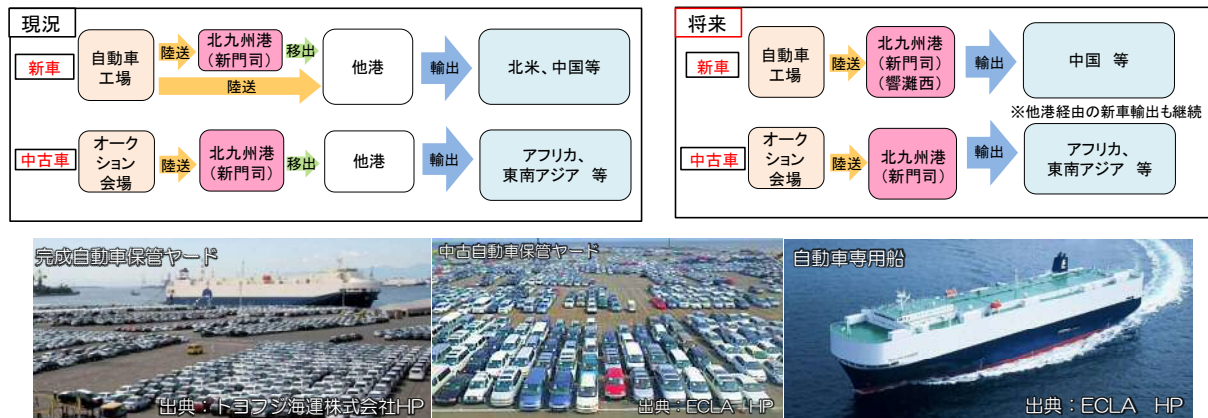 現況
新車
自動車
工場
陸送
北九州港
(新門司)
移出
陸送
他港
輸出
北米、中国等
中古車
オーク
ション
会場
陸送
北九州港
(新門司)
移出
他港
輸出
アフリカ、
東南アジア 等
将来
新車
自動車
工場
陸送
北九州港
(新門司)
(響灘西)
輸出
中国 等
※他港経由の新車輸出も継続
中古車
オーク
ション
会場
陸送
北九州港
(新門司)
輸出
アフリカ、
東南アジア 等
完成自動車保管ヤード
出典：トヨフジ海運株式会社HP
中古自動車保管ヤード
出典：ECLA HP
自動車専用船
出典：ECLA HP